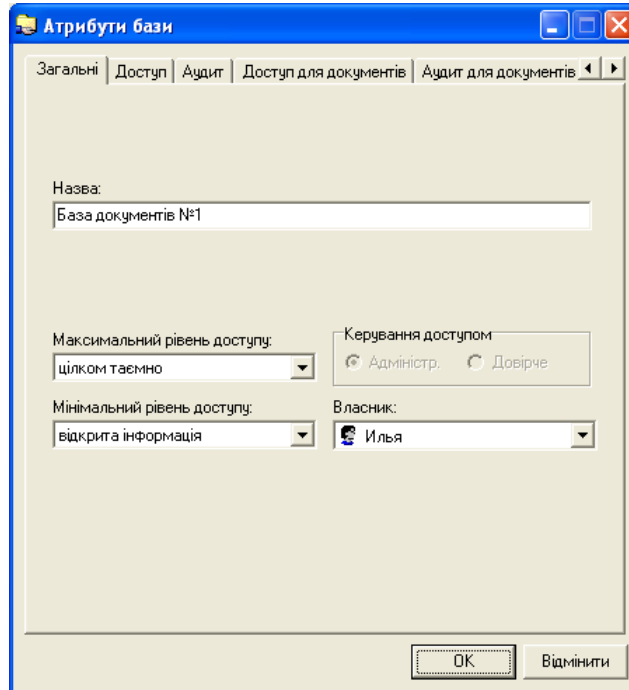 Атрибути бази
Загальні Доступ Аудит Доступ для документів Аудит для документів
Назва:
База документів №1
Максимальний рівень доступу:
цілком таємно
Керування доступом
Адміністр. Довірче
Мінімальний рівень доступу:
відкрита інформація
Власник:
Илья
OK Відмінити